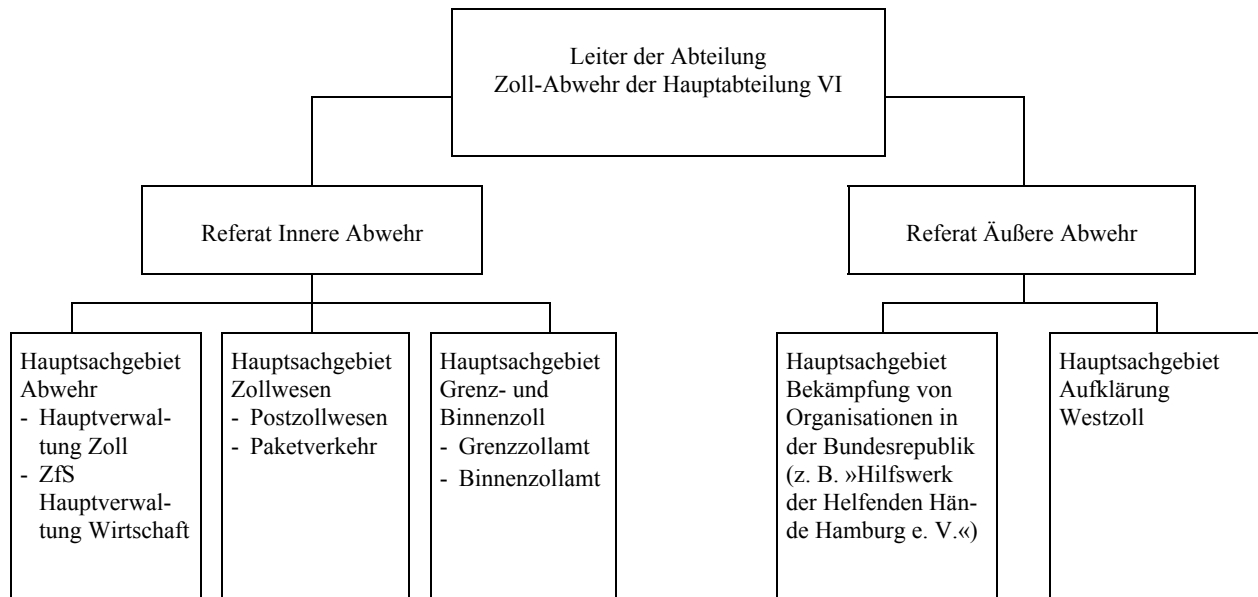 Leiter der Abteilung
Zoll-Abwehr der Hauptabteilung VI
Referat Innere Abwehr
Referat Äußere Abwehr
Hauptsachgebiet
Abwehr
- Hauptverwal-
tung Zoll
- ZfS
Hauptverwal-
tung Wirtschaft
Hauptsachgebiet
Zollwesen
- Postzollwesen
- Paketverkehr
Hauptsachgebiet
Grenz- und
Binnenzoll
- Grenzzollamt
- Binnenzollamt
Hauptsachgebiet
Bekämpfung von
Organisationen in
der Bundesrepublik
(z. B. »Hilfswerk
der Helfenden Hän-
de Hamburg e. V.«)
Hauptsachgebiet
Aufklärung
Westzoll